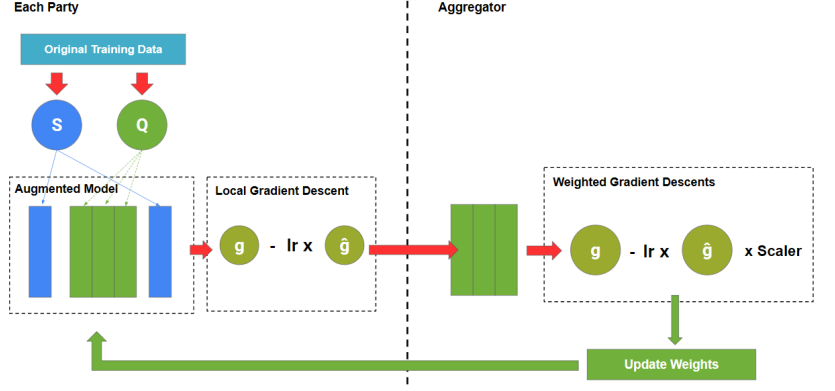 Each Party
Aggregator
Original Training Data
S
Q
Augmented Model
Local Gradient Descent
g - lr x ĝ
Weighted Gradient Descents
g - lr x ĝ x Scaler
Update Weights